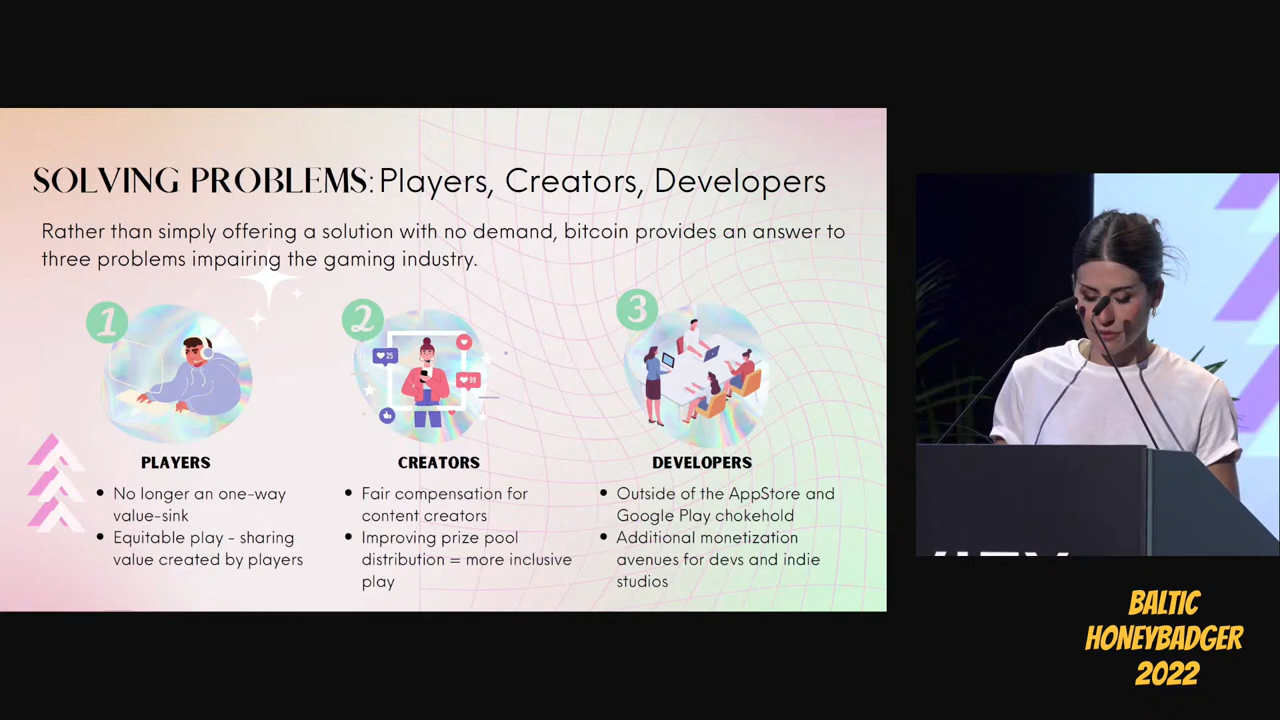 SOLVING PROBLEMS: Players, Creators, Developers
Rather than simply offering a solution with no demand, bitcoin provides an answer to
three problems impairing the gaming industry.
1
2
3
25
99
PLAYERS
No longer an one-way
value-sink
Equitable play - sharing
value created by players
CREATORS
Fair compensation for
content creators
Improving prize pool
distribution = more inclusive
play
DEVELOPERS
Outside of the AppStore and
Google Play chokehold
Additional monetization
avenues for devs and indie
studios
BALTIC
HONEYBADGER
2022